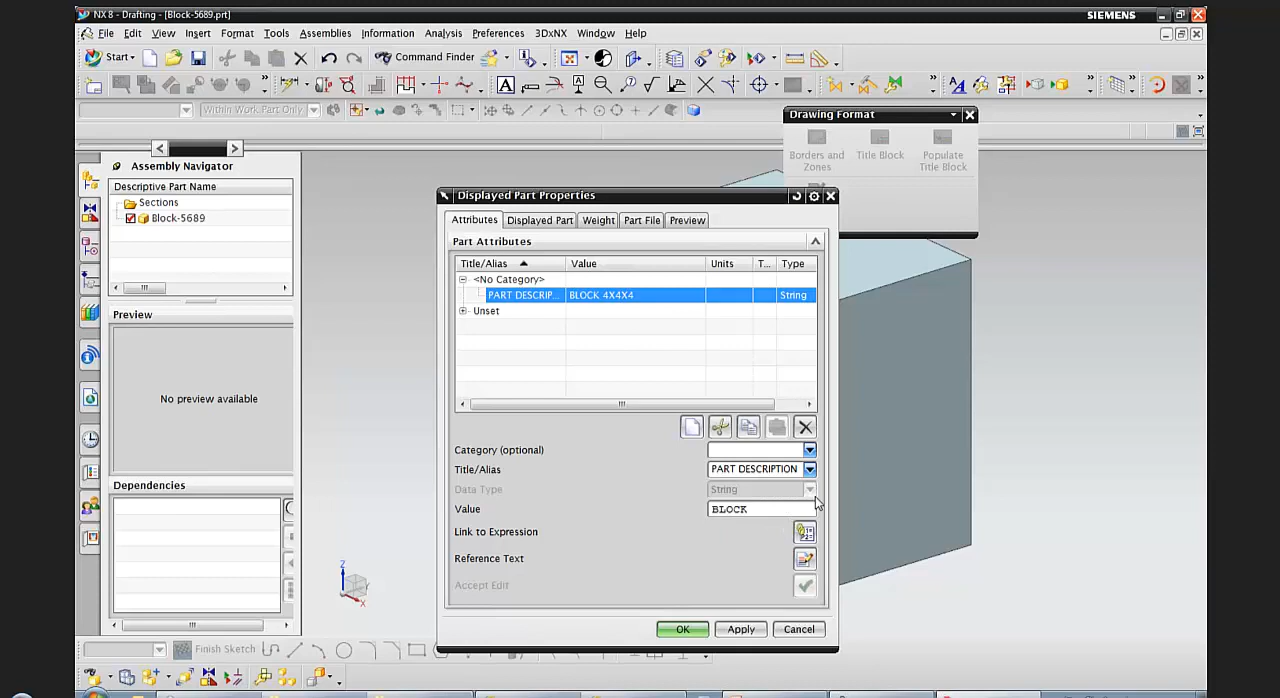 NX 8 - Drafting - [Block-5689.prt]
SIEMENS
File Edit View Insert Format Tools Assemblies Information Analysis Preferences 3DxNX Window Help
Start
Command Finder
Within Work Part Only
Drawing Format
Borders and Zones
Title Block
Populate Title Block
Assembly Navigator
Descriptive Part Name
Sections
Block-5689
Preview
No preview available
Dependencies
Displayed Part Properties
Attributes Displayed Part Weight Part File Preview
Part Attributes
Title/Alias Value Units T... Type
<No Category>
PART DESCRIP... BLOCK 4X4X4 String
Unset
Category (optional)
Title/Alias PART DESCRIPTION
Data Type String
Value BLOCK
Link to Expression
Reference Text
Accept Edit
OK Apply Cancel
Z
X
Finish Sketch